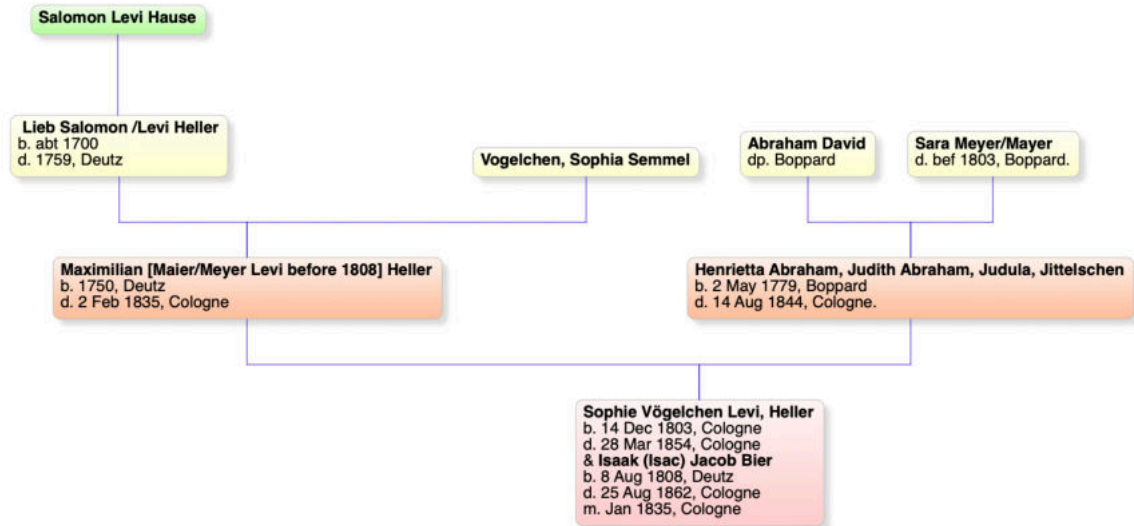 Salomon Levi Hause
Lieb Salomon /Levi Heller
b. abt 1700
d. 1759, Deutz
Vogelchen, Sophia Semmel
Abraham David
dp. Boppard
Sara Meyer/Mayer
d. bef 1803, Boppard.
Maximilian [Maier/Meyer Levi before 1808] Heller
b. 1750, Deutz
d. 2 Feb 1835, Cologne
Henrietta Abraham, Judith Abraham, Judula, Jittelschen
b. 2 May 1779, Boppard
d. 14 Aug 1844, Cologne.
Sophie Vögelchen Levi, Heller
b. 14 Dec 1803, Cologne
d. 28 Mar 1854, Cologne
& Isaak (Isac) Jacob Bier
b. 8 Aug 1808, Deutz
d. 25 Aug 1862, Cologne
m. Jan 1835, Cologne